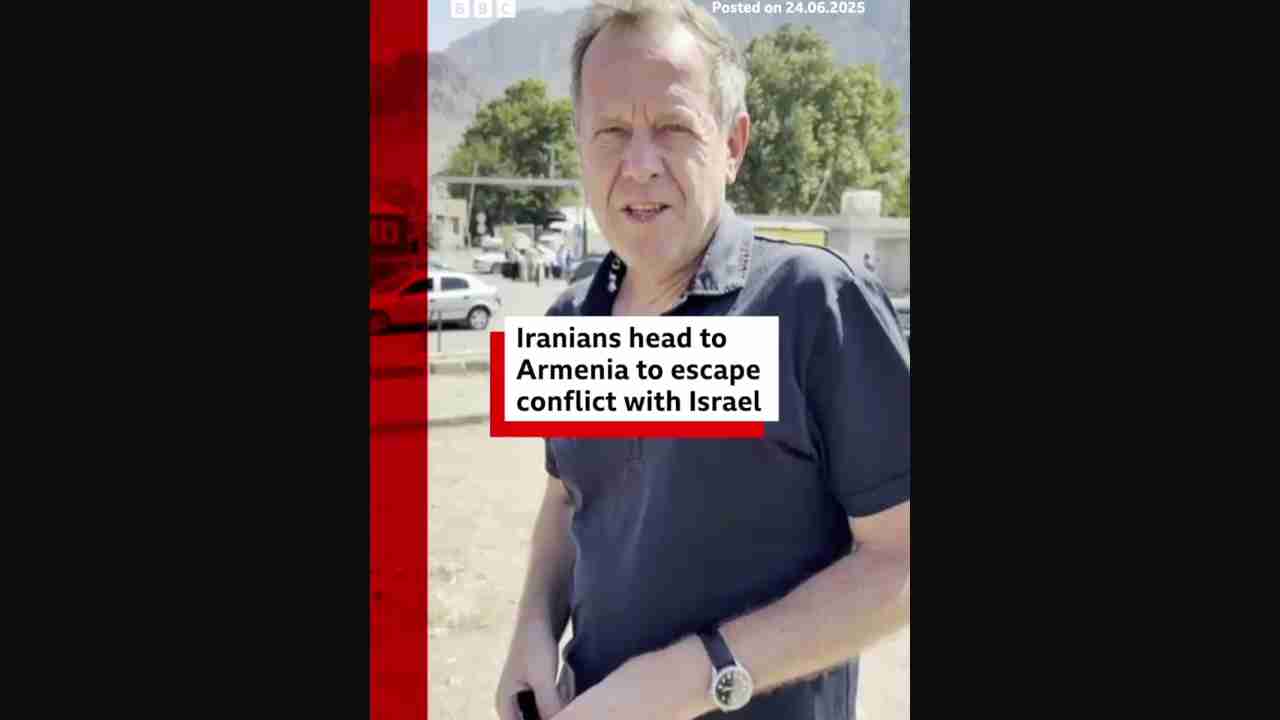 BBC
Posted on 24.06.2025
Iranians head to
Armenia to escape
conflict with Israel